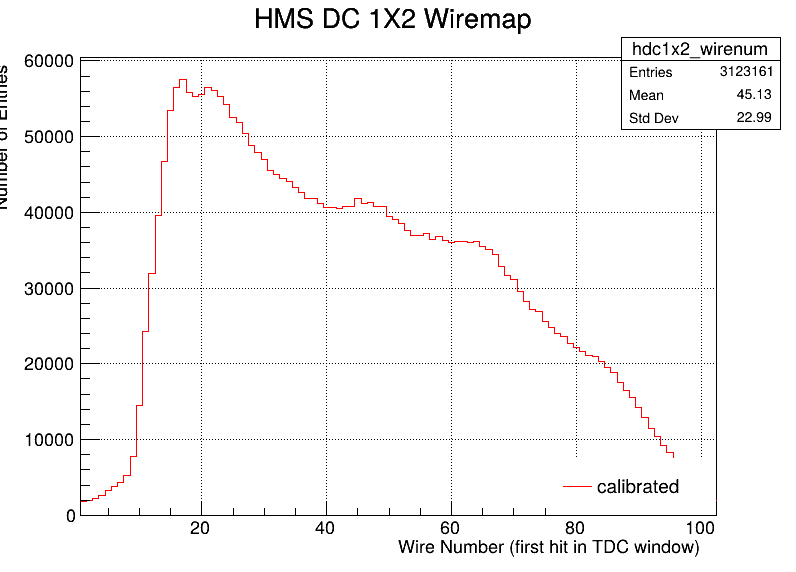 HMS DC 1X2 Wiremap
hdc1x2_wirenum
Entries 3123161
Mean 45.13
Std Dev 22.99
Number of Entries
60000
50000
40000
30000
20000
10000
0
20 40 60 80 100
calibrated
Wire Number (first hit in TDC window)